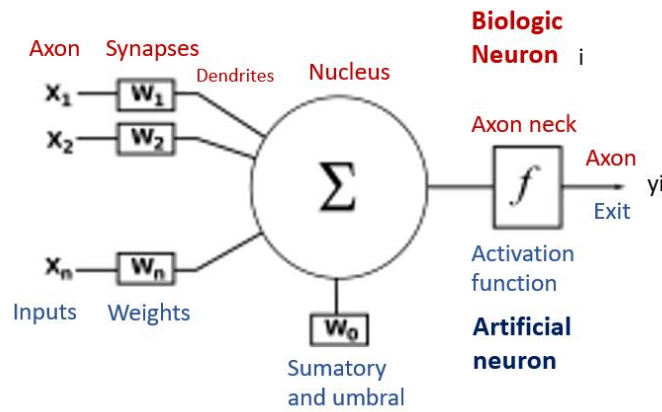 Biologic
Neuron i
Axon Synapses
Dendrites Nucleus
X1 W1
X2 W2
Axon neck
Σ
f
Axon
yi
Exit
Xn Wn
Activation
function
Inputs Weights
W0
Artificial
neuron
Sumatory
and umbral